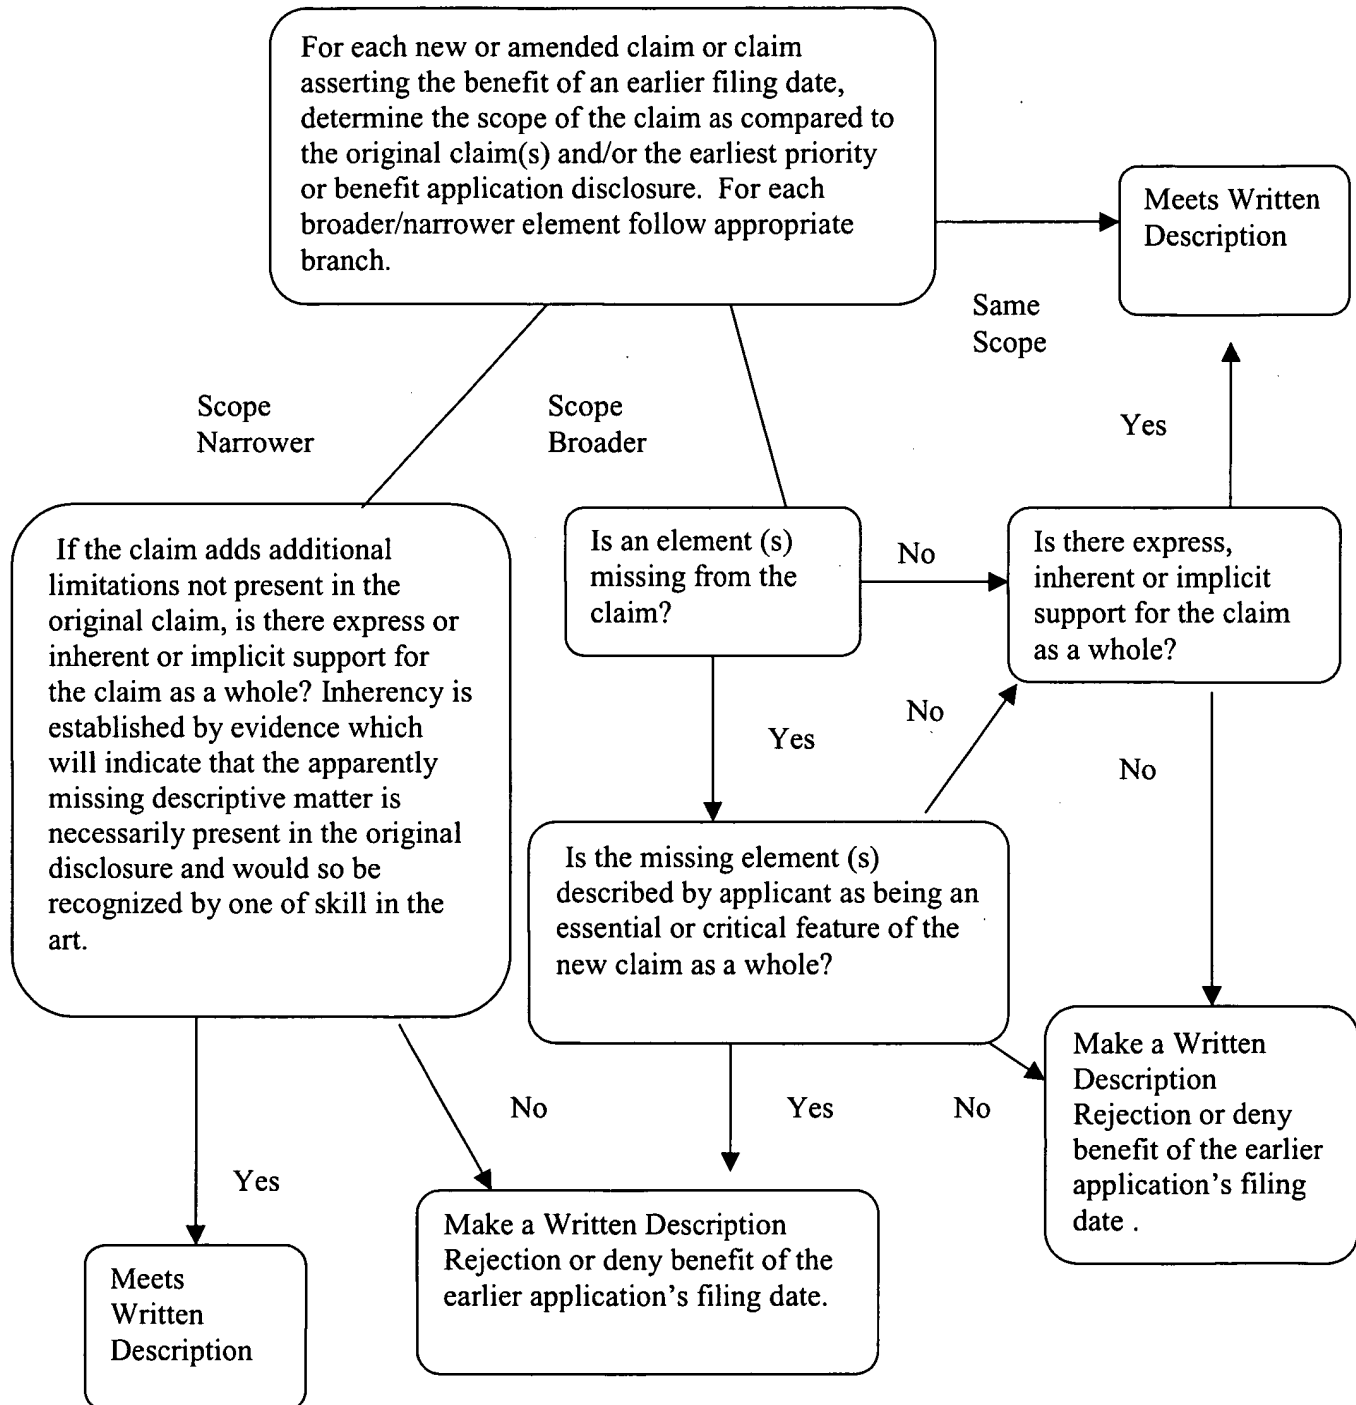 For each new or amended claim or claim
asserting the benefit of an earlier filing date,
determine the scope of the claim as compared to
the original claim(s) and/or the earliest priority
or benefit application disclosure. For each
broader/narrower element follow appropriate
branch.
Meets Written
Description
Same
Scope
Scope
Narrower
Scope
Broader
Yes
If the claim adds additional
limitations not present in the
original claim, is there express or
inherent or implicit support for
the claim as a whole? Inherency is
established by evidence which
will indicate that the apparently
missing descriptive matter is
necessarily present in the original
disclosure and would so be
recognized by one of skill in the
art.
Is an element (s)
missing from the
claim?
No
Is there express,
inherent or implicit
support for the claim
as a whole?
Yes
No
No
Is the missing element (s)
described by applicant as being an
essential or critical feature of the
new claim as a whole?
Make a Written
Description
Rejection or deny
benefit of the earlier
application's filing
date .
No
Yes
No
Yes
Make a Written Description
Rejection or deny benefit of the
earlier application's filing date.
Meets
Written
Description